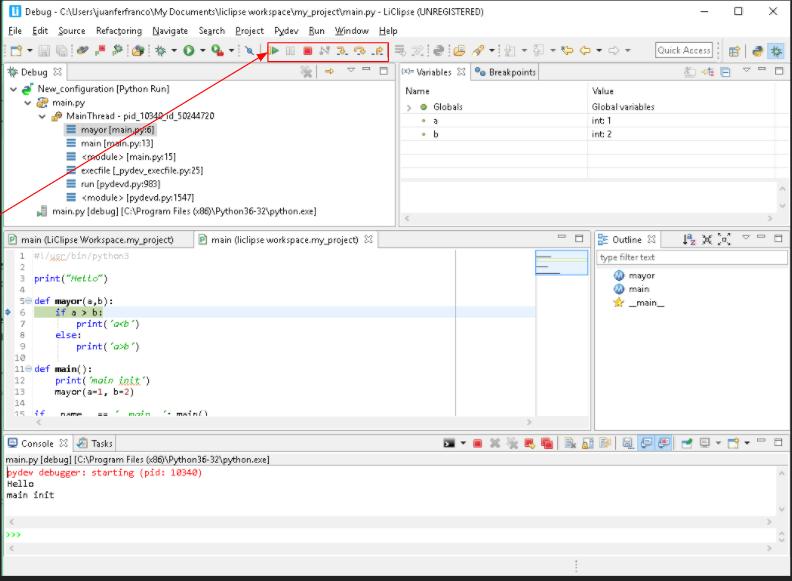 Debug - C:\Users\juanferfranco\My Documents\liclipse workspace\my_project\main.py - LiClipse (UNREGISTERED)
File Edit Source Refactoring Navigate Search Project Pydev Run Window Help
Quick Access
Debug
New_configuration [Python Run]
main.py
MainThread - pid_10340_id_50244720
mayor [main.py:6]
main [main.py:13]
<module> [main.py:15]
execfile [_pydev_execfile.py:25]
run [pydevd.py:983]
<module> [pydevd.py:1547]
main.py [debug] [C:\Program Files (x86)\Python36-32\python.exe]
(x)= Variables Breakpoints
Name Value
Globals Global variables
a int: 1
b int: 2
main (LiClipse Workspace.my_project) main (liclipse workspace.my_project)
1 #!/usr/bin/python3
2
3 print("Hello")
4
5 def mayor(a,b):
6 if a > b:
7 print('a<b')
8 else:
9 print('a>b')
10
11 def main():
12 print('main init')
13 mayor(a=1, b=2)
14
15 if __name__ == '__main__': main()
Outline
type filter text
mayor
main
__main__
Console Tasks
main.py [debug] [C:\Program Files (x86)\Python36-32\python.exe]
pydev debugger: starting (pid: 10340)
Hello
main init
>>>